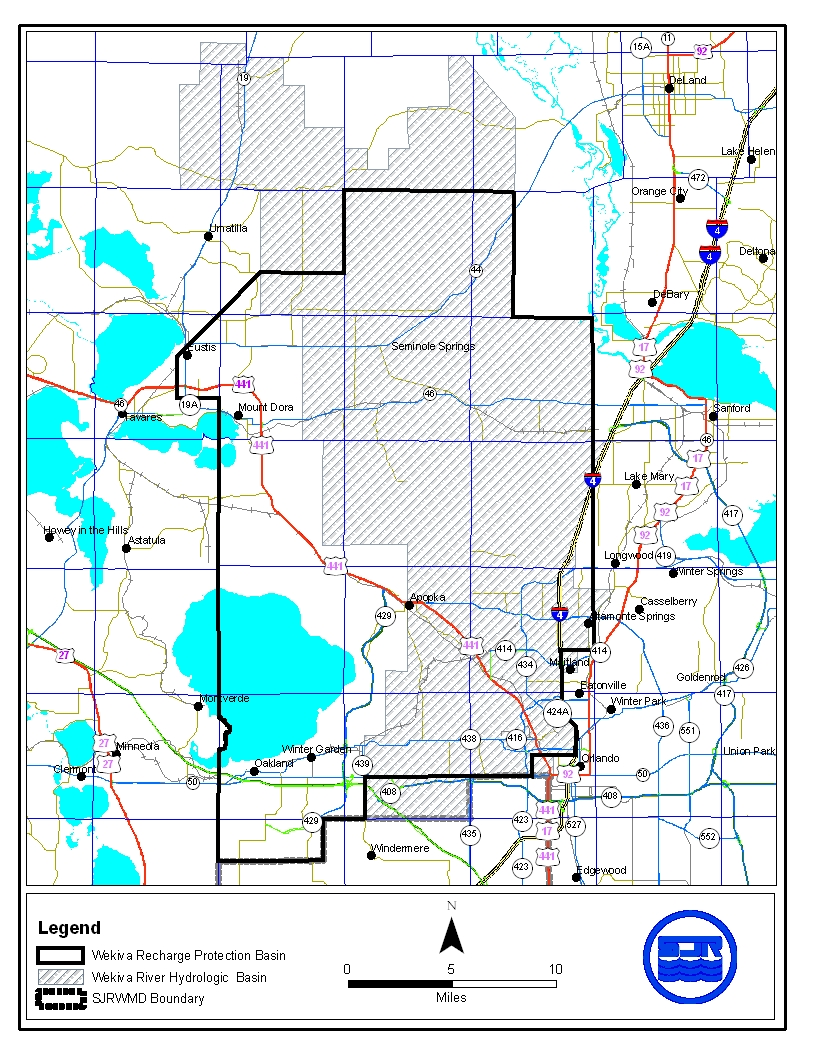 11
15A
92
19
DeLand
Lake Helen
472
Orange City
4
Umatilla
4
Deltona
44
DeBary
Eustis
Seminole Springs
17
92
441
46
19A
46
Mount Dora
Tavares
Sanford
441
46
17
4
Lake Mary
17
417
92
Howey in the Hills
Astatula
Longwood
419
441
Winter Springs
Apopka
Casselberry
4
429
Altamonte Springs
441
414
414
27
434
Maitland
426
Goldenrod
Eatonville
417
Montverde
Winter Park
424A
436
551
27
Minneola
438
416
Winter Garden
Union Park
27
439
Orlando
Clermont
Oakland
92
50
50
408
408
441
429
423
527
17
435
552
Windermere
441
423
Edgewood
N
Legend
Wekiva Recharge Protection Basin
Wekiva River Hydrologic Basin
SJRWMD Boundary
0 5 10
Miles
SJR